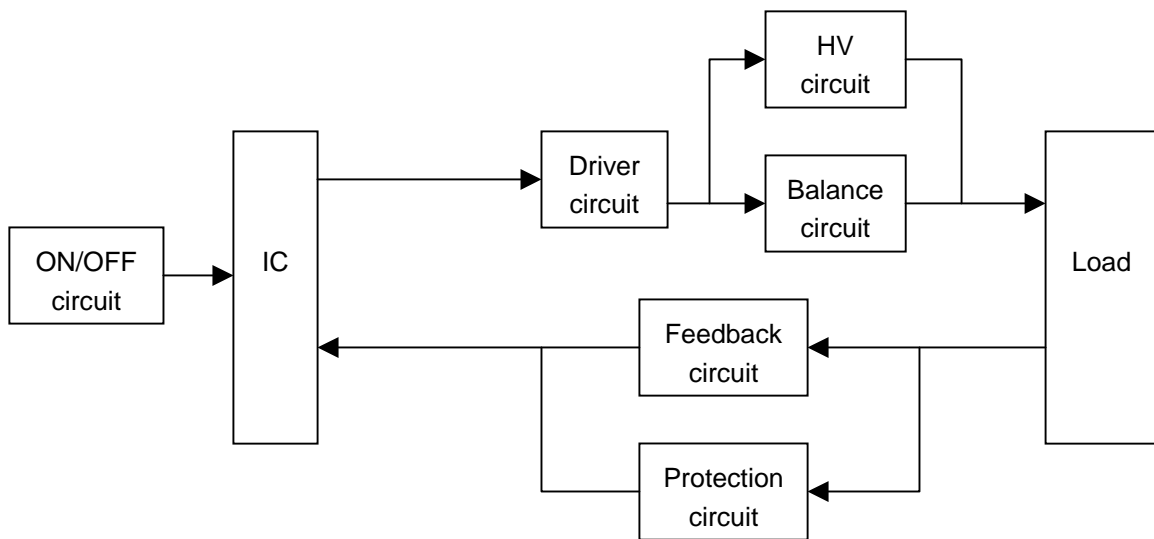 HV
circuit
Driver
circuit
Balance
circuit
ON/OFF
circuit
IC
Load
Feedback
circuit
Protection
circuit